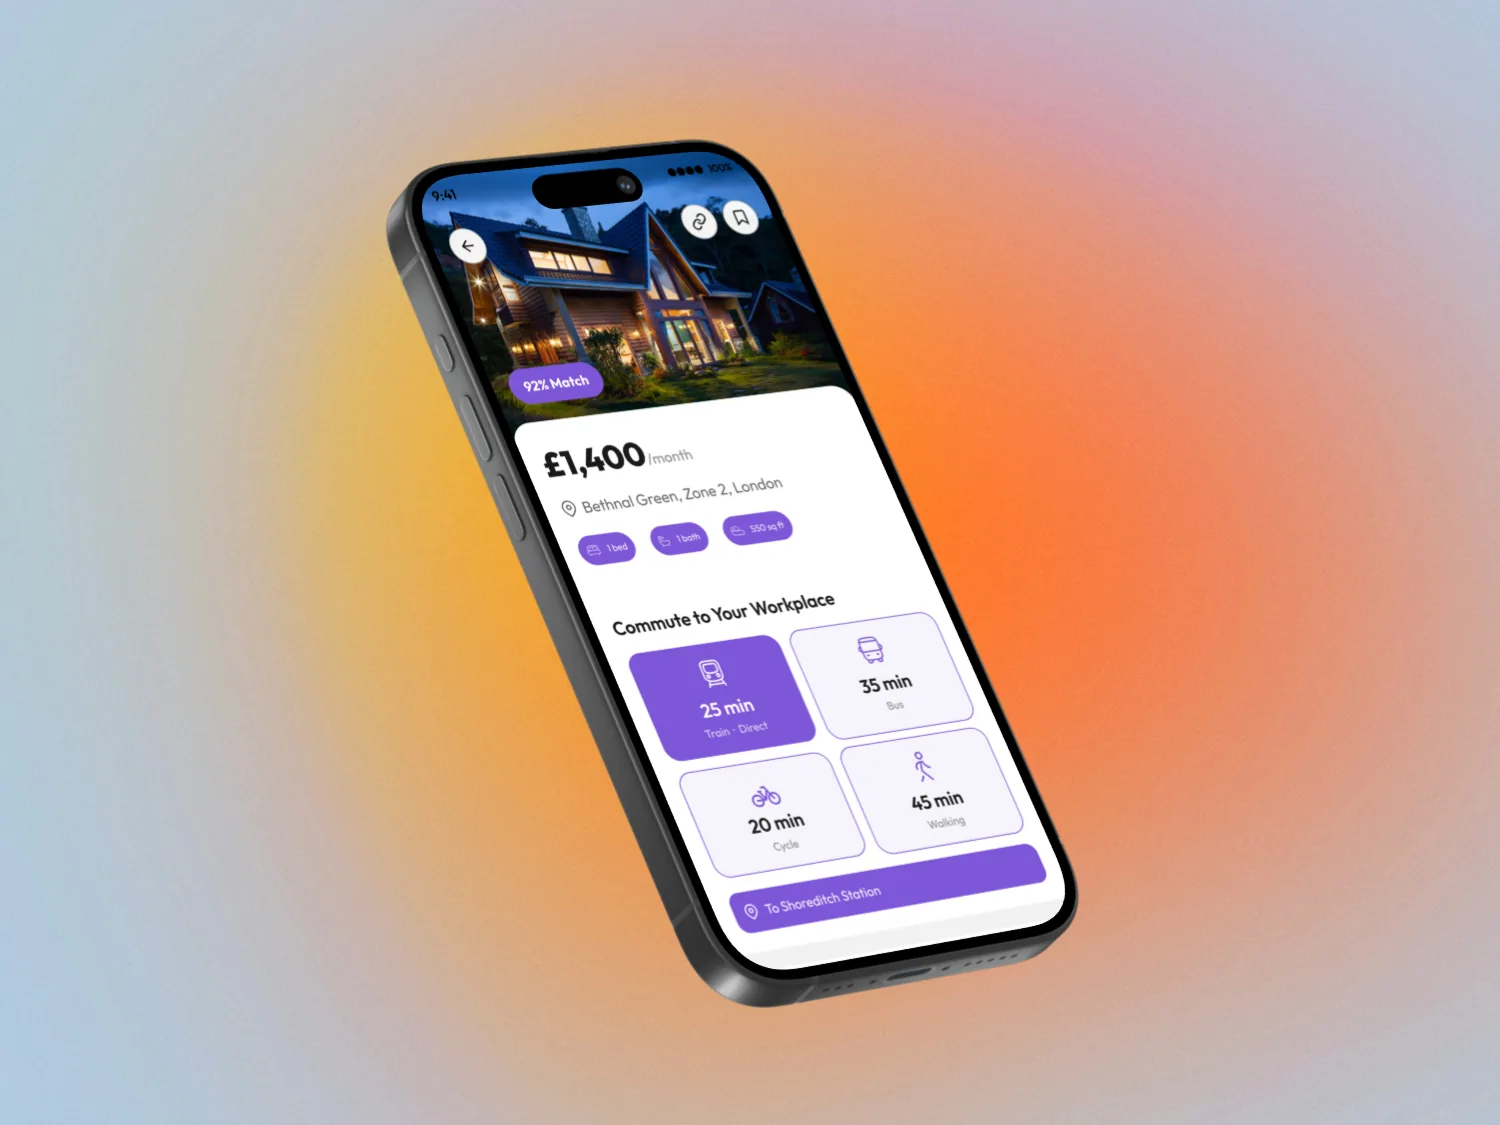 9:41
100%
92% Match
£1,400 /month
Bethnal Green, Zone 2, London
1 bed
1 bath
550 sq ft
Commute to Your Workplace
25 min
Train · Direct
35 min
Bus
20 min
Cycle
45 min
Walking
To Shoreditch Station